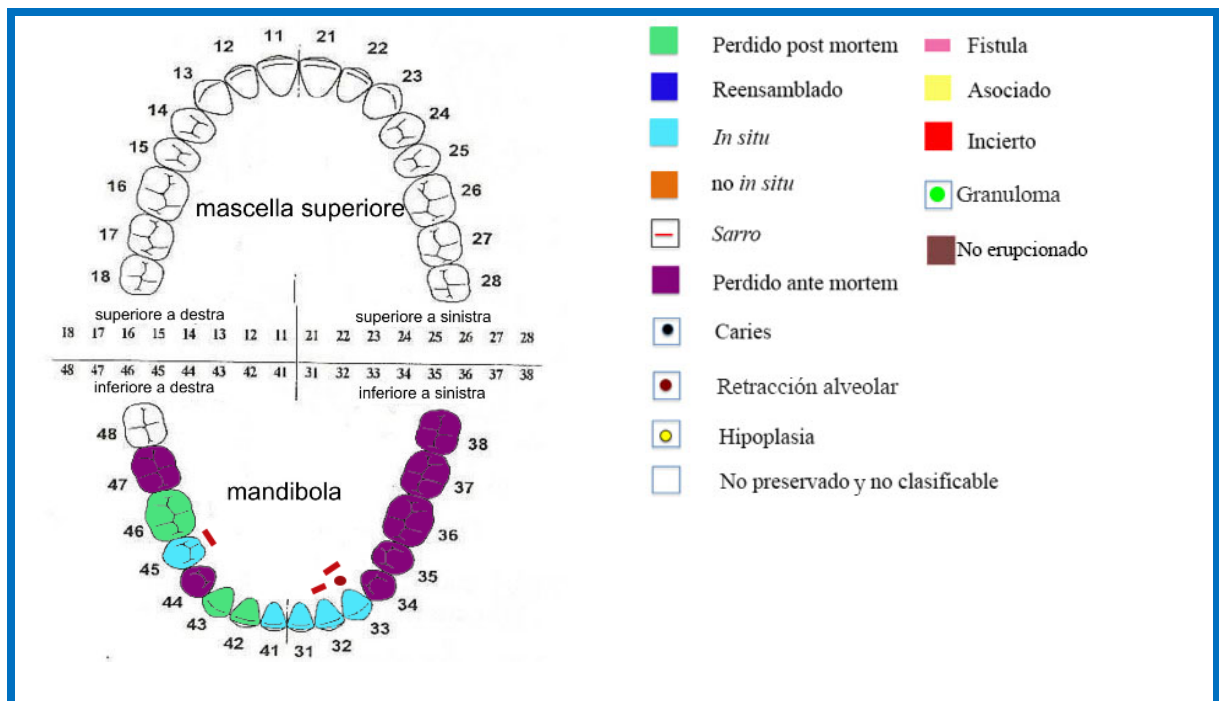 11 21
12 22
13 23
14 24
15 25
16 26
mascella superiore
17 27
18 28
superiore a destra superiore a sinistra
18 17 16 15 14 13 12 11 21 22 23 24 25 26 27 28
48 47 46 45 44 43 42 41 31 32 33 34 35 36 37 38
inferiore a destra inferiore a sinistra
48 38
47 37
mandibola
46 36
45 35
44 34
43 33
42 41 31 32
Perdido post mortem
Reensamblado
In situ
no in situ
Sarro
Perdido ante mortem
Caries
Retracción alveolar
Hipoplasia
No preservado y no clasificable
Fistula
Asociado
Incierto
Granuloma
No erupcionado